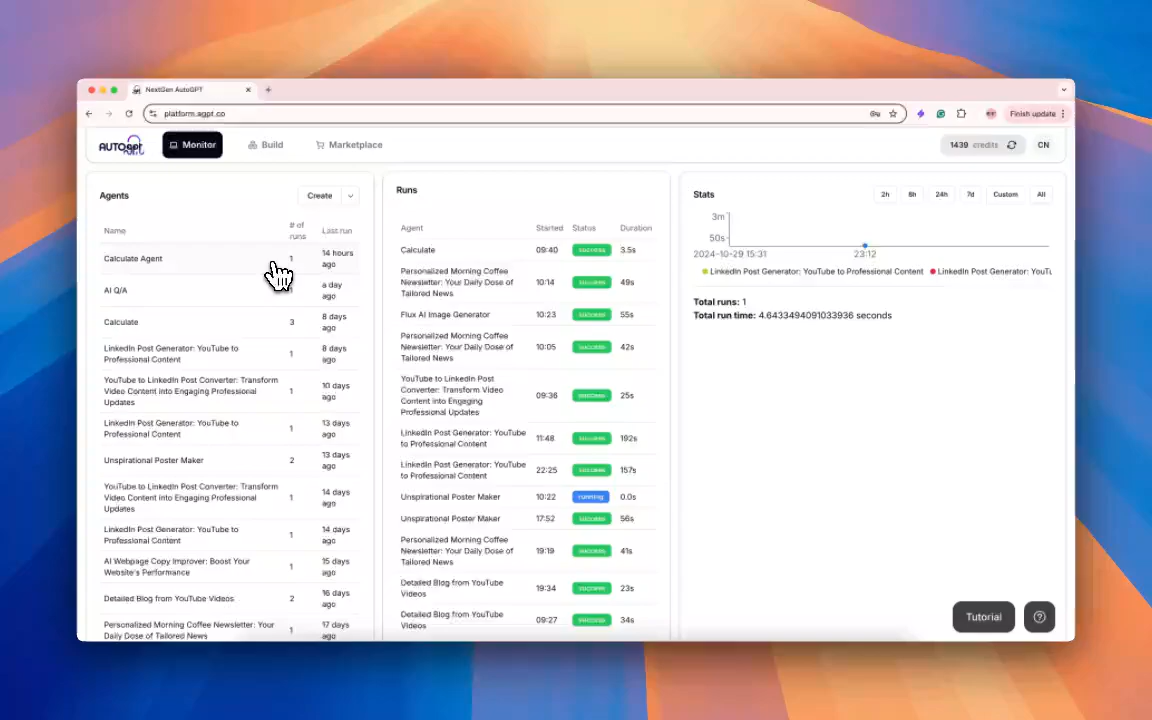 NextGen AutoGPT
platform.agpt.co
Finish update
AUTOgpt
Monitor
Build
Marketplace
1439 credits
CN
Agents
Create
Name
# of
runs
Last run
Calculate Agent
1
14 hours
ago
AI Q/A
a day
ago
Calculate
3
8 days
ago
LinkedIn Post Generator: YouTube to
Professional Content
1
8 days
ago
YouTube to LinkedIn Post Converter: Transform
Video Content into Engaging Professional
Updates
1
10 days
ago
LinkedIn Post Generator: YouTube to
Professional Content
1
13 days
ago
Unspirational Poster Maker
2
13 days
ago
YouTube to LinkedIn Post Converter: Transform
Video Content into Engaging Professional
Updates
1
14 days
ago
LinkedIn Post Generator: YouTube to
Professional Content
1
14 days
ago
AI Webpage Copy Improver: Boost Your
Website's Performance
1
15 days
ago
Detailed Blog from YouTube Videos
2
16 days
ago
Personalized Morning Coffee Newsletter: Your
Daily Dose of Tailored News
1
17 days
ago
Runs
Agent
Started
Status
Duration
Calculate
09:40
success
3.5s
Personalized Morning Coffee
Newsletter: Your Daily Dose of
Tailored News
10:14
success
49s
Flux AI Image Generator
10:23
success
55s
Personalized Morning Coffee
Newsletter: Your Daily Dose of
Tailored News
10:05
success
42s
YouTube to LinkedIn Post
Converter: Transform Video
Content into Engaging
Professional Updates
09:36
success
25s
LinkedIn Post Generator: YouTube
to Professional Content
11:48
success
192s
LinkedIn Post Generator: YouTube
to Professional Content
22:25
success
157s
Unspirational Poster Maker
10:22
running
0.0s
Unspirational Poster Maker
17:52
success
56s
Personalized Morning Coffee
Newsletter: Your Daily Dose of
Tailored News
19:19
success
41s
Detailed Blog from YouTube
Videos
19:34
success
23s
Detailed Blog from YouTube
Videos
09:27
success
34s
Stats
2h
6h
24h
7d
Custom
All
3m
50s
2024-10-29 15:31
23:12
LinkedIn Post Generator: YouTube to Professional Content
LinkedIn Post Generator: YouTu
Total runs: 1
Total run time: 4.6433494091033936 seconds
Tutorial